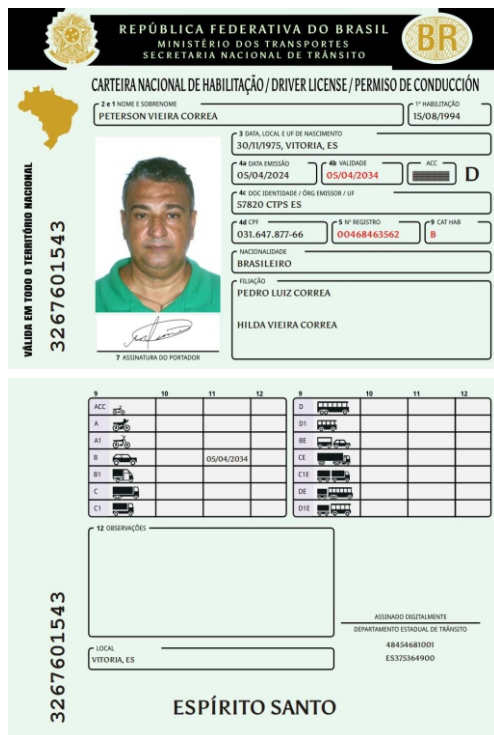 REPÚBLICA FEDERATIVA DO BRASIL
MINISTÉRIO DOS TRANSPORTES
SECRETARIA NACIONAL DE TRÂNSITO
BR
CARTEIRA NACIONAL DE HABILITAÇÃO / DRIVER LICENSE / PERMISO DE CONDUCCIÓN
2 e 1 NOME E SOBRENOME
PETERSON VIEIRA CORREA
1ª HABILITAÇÃO
15/08/1994
3 DATA, LOCAL E UF DE NASCIMENTO
30/11/1975, VITORIA, ES
4a DATA EMISSÃO
05/04/2024
4b VALIDADE
05/04/2034
ACC
D
4c DOC IDENTIDADE / ÓRG EMISSOR / UF
57820 CTPS ES
4d CPF
031.647.877-66
5 Nº REGISTRO
00468463562
9 CAT HAB
B
NACIONALIDADE
BRASILEIRO
FILIAÇÃO
PEDRO LUIZ CORREA
HILDA VIEIRA CORREA
7 ASSINATURA DO PORTADOR
VÁLIDA EM TODO O TERRITÓRIO NACIONAL
3267601543
9 10 11 12 9 10 11 12
ACC D
A D1
A1 BE
B 05/04/2034 CE
B1 C1E
C DE
C1 D1E
12 OBSERVAÇÕES
LOCAL
VITORIA, ES
ASSINADO DIGITALMENTE
DEPARTAMENTO ESTADUAL DE TRÂNSITO
48454681001
ES375364900
3267601543
ESPÍRITO SANTO